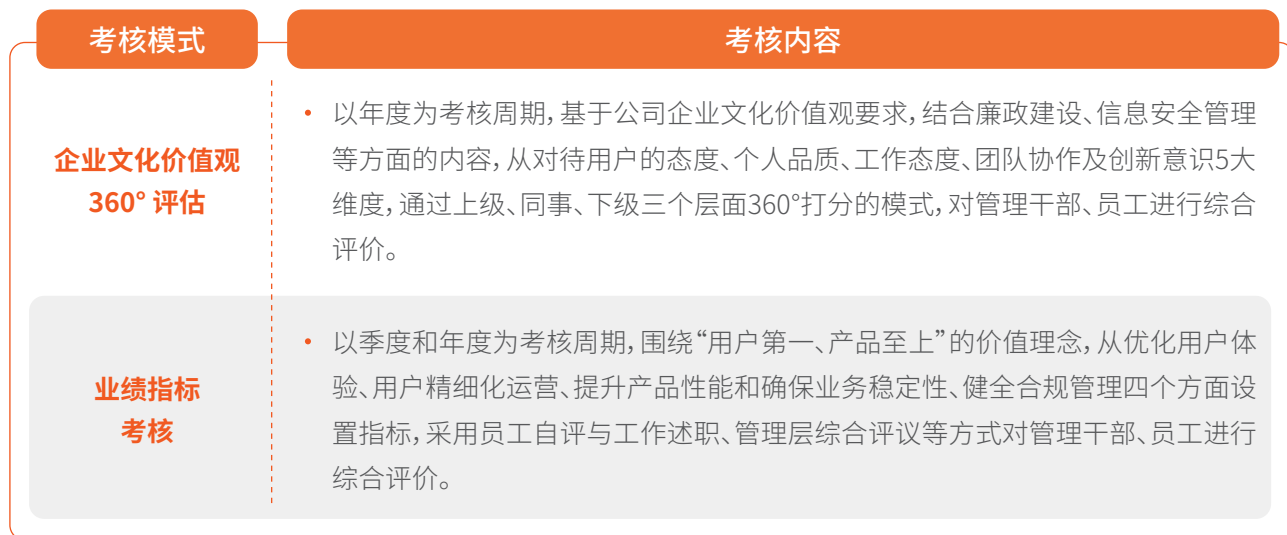 考核模式
考核内容
企业文化价值观
360° 评估
• 以年度为考核周期，基于公司企业文化价值观要求，结合廉政建设、信息安全管理
等方面的内容，从对待用户的态度、个人品质、工作态度、团队协作及创新意识5大
维度，通过上级、同事、下级三个层面360°打分的模式，对管理干部、员工进行综合
评价。
业绩指标
考核
• 以季度和年度为考核周期，围绕“用户第一、产品至上”的价值理念，从优化用户体
验、用户精细化运营、提升产品性能和确保业务稳定性、健全合规管理四个方面设
置指标，采用员工自评与工作述职、管理层综合评议等方式对管理干部、员工进行
综合评价。